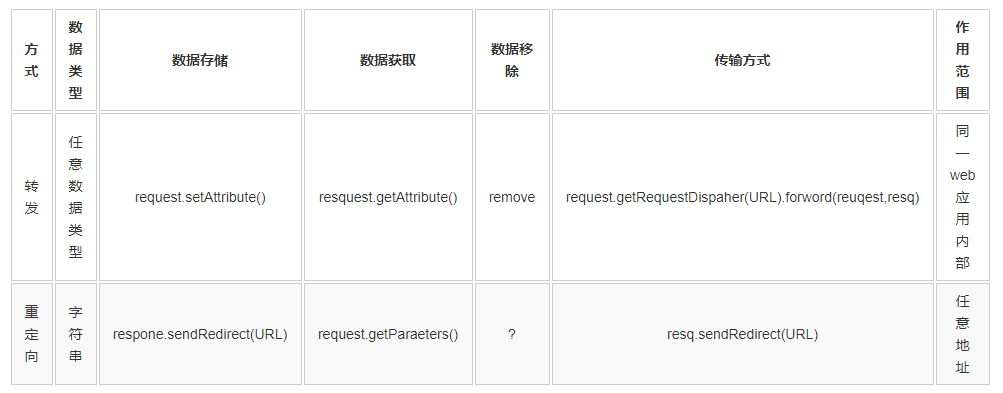 方
式
数
据
类
型
数据存储
数据获取
数据移
除
传输方式
作
用
范
围
转
发
任
意
数
据
类
型
request.setAttribute()
resquest.getAttribute()
remove
request.getRequestDispaher(URL).forword(reuqest,resq)
同
一
web
应
用
内
部
重
定
向
字
符
串
respone.sendRedirect(URL)
request.getParaeters()
?
resq.sendRedirect(URL)
任
意
地
址